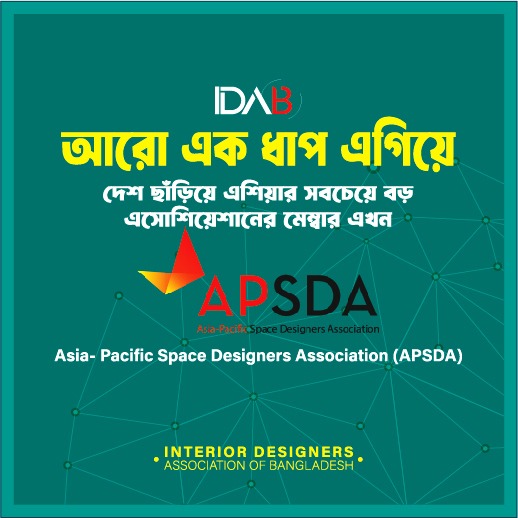 IDAB
আরো এক ধাপ এগিয়ে
দেশ ছাঁড়িয়ে এশিয়ার সবচেয়ে বড়
এসোশিয়েশানের মেম্বার এখন
APSDA
Asia-Pacific Space Designers Association
Asia- Pacific Space Designers Association (APSDA)
• INTERIOR DESIGNERS
ASSOCIATION OF BANGLADESH •